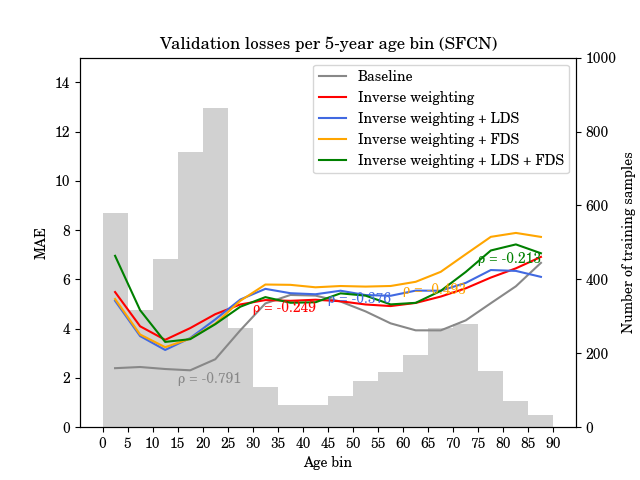 Validation losses per 5-year age bin (SFCN)
Baseline
Inverse weighting
Inverse weighting + LDS
Inverse weighting + FDS
Inverse weighting + LDS + FDS
MAE
14
12
10
8
6
4
2
0
Number of training samples
1000
800
600
400
200
0
ρ = -0.791
ρ = -0.249
ρ = -0.376
ρ = -0.213
0 5 10 15 20 25 30 35 40 45 50 55 60 65 70 75 80 85 90
Age bin